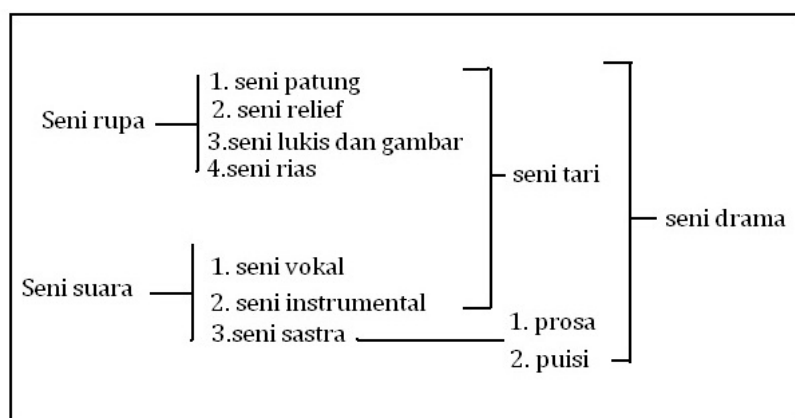 Seni rupa
1. seni patung
2. seni relief
3.seni lukis dan gambar
4.seni rias
Seni suara
1. seni vokal
2. seni instrumental
3.seni sastra
seni tari
1. prosa
2. puisi
seni drama